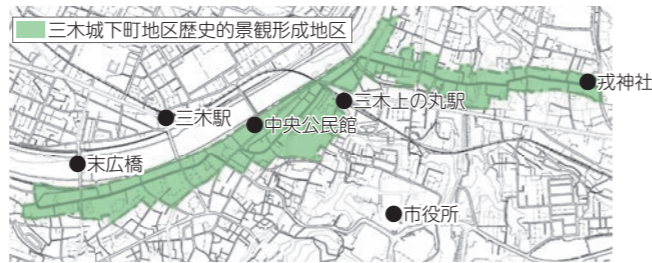 三木城下町地区歴史的景観形成地区
戎神社
三木上の丸駅
三木駅
中央公民館
末広橋
市役所